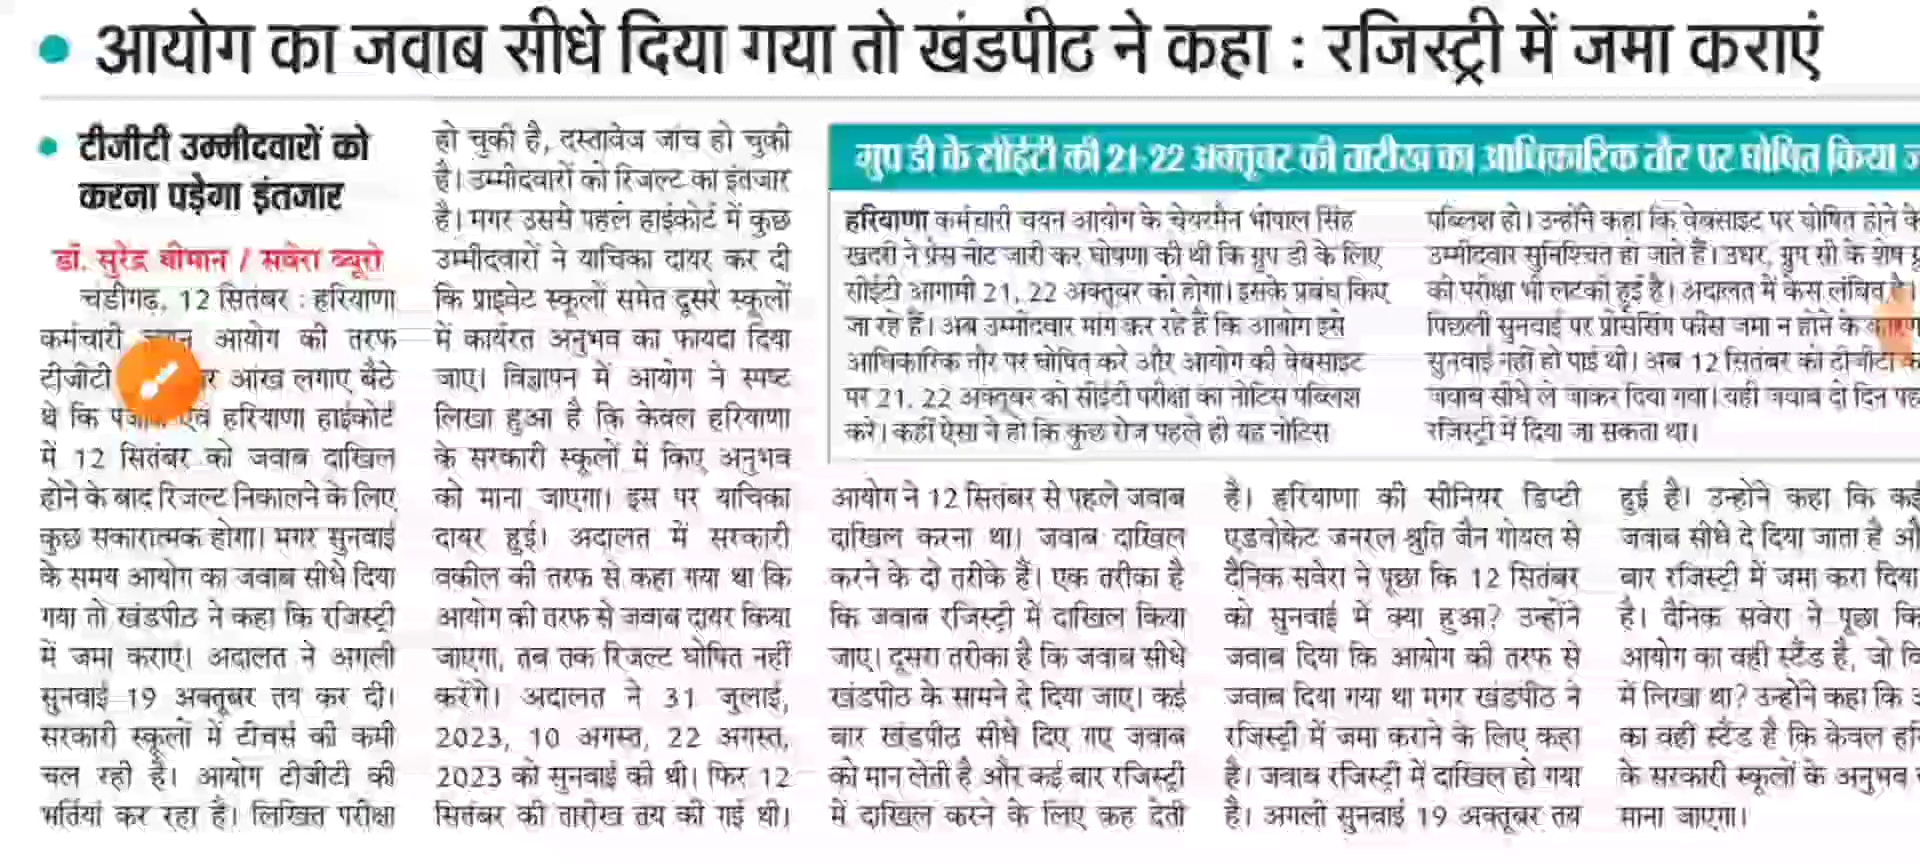 आयोग का जवाब सीधे दिया गया तो खंडपीठ ने कहा : रजिस्ट्री में जमा कराएं
टीजीटी उम्मीदवारों को
करना पड़ेगा इंतजार
डॉ. सुरेंद्र धीमान / सवेरा ब्यूरो
चंडीगढ़, 12 सितंबर : हरियाणा
कर्मचारी चयन आयोग की तरफ
टीजीटी आंख लगाए बैठे
थे कि एवं हरियाणा हाईकोर्ट
में 12 सितंबर को जवाब दाखिल
होने के बाद रिजल्ट निकालने के लिए
कुछ सकारात्मक होगा। मगर सुनवाई
के समय आयोग का जवाब सीधे दिया
गया तो खंडपीठ ने कहा कि रजिस्ट्री
में जमा कराएं। अदालत ने अगली
सुनवाई 19 अक्तूबर तय कर दी।
सरकारी स्कूलों में टीचर्स की कमी
चल रही है। आयोग टीजीटी की
भर्तियां कर रहा है। लिखित परीक्षा
हो चुकी है, दस्तावेज जांच हो चुकी
है। उम्मीदवारों को रिजल्ट का इंतजार
है। मगर उससे पहले हाईकोर्ट में कुछ
उम्मीदवारों ने याचिका दायर कर दी
कि प्राइवेट स्कूलों समेत दूसरे स्कूलों
में कार्यरत अनुभव का फायदा दिया
जाए। विज्ञापन में आयोग ने स्पष्ट
लिखा हुआ है कि केवल हरियाणा
के सरकारी स्कूलों में किए अनुभव
को माना जाएगा। इस पर याचिका
दायर हुई। अदालत में सरकारी
वकील की तरफ से कहा गया था कि
आयोग की तरफ से जवाब दायर किया
जाएगा, तब तक रिजल्ट घोषित नहीं
करेंगे। अदालत ने 31 जुलाई,
2023, 10 अगस्त, 22 अगस्त,
2023 को सुनवाई की थी। फिर 12
सितंबर की तारीख तय की गई थी।
ग्रुप डी के सीईटी की 21-22 अक्तूबर की तारीख का आधिकारिक तौर पर घोषित किया
हरियाणा कर्मचारी चयन आयोग के चेयरमैन भोपाल सिंह
खदरी ने प्रेस नोट जारी कर घोषणा की थी कि ग्रुप डी के लिए
सीईटी आगामी 21, 22 अक्तूबर को होगा। इसके प्रबंध किए
जा रहे हैं। अब उम्मीदवार मांग कर रहे हैं कि आयोग इसे
आधिकारिक तौर पर घोषित करे और आयोग की वेबसाइट
पर 21, 22 अक्तूबर को सीईटी परीक्षा का नोटिस पब्लिश
करे। कहीं ऐसा ने हो कि कुछ रोज पहले ही यह नोटिस
पब्लिश हो। उन्होंने कहा कि वेबसाइट पर घोषित होने
उम्मीदवार सुनिश्चित हो जाते हैं। उधर, ग्रुप सी के शेष
की परीक्षा भी लटकी हुई है। अदालत में केस लंबित है।
पिछली सुनवाई पर प्रोसेसिंग फीस जमा न होने के कारण
सुनवाई नहीं हो पाई थी। अब 12 सितंबर को टीजीटी
जवाब सीधे ले जाकर दिया गया। यही जवाब दो दिन
रजिस्ट्री में दिया जा सकता था।
आयोग ने 12 सितंबर से पहले जवाब
दाखिल करना था। जवाब दाखिल
करने के दो तरीके हैं। एक तरीका है
कि जवाब रजिस्ट्री में दाखिल किया
जाए। दूसरा तरीका है कि जवाब सीधे
खंडपीठ के सामने दे दिया जाए। कई
बार खंडपीठ सीधे दिए गए जवाब
को मान लेती है और कई बार रजिस्ट्री
में दाखिल करने के लिए कह देती
है। हरियाणा की सीनियर डिप्टी
एडवोकेट जनरल श्रुति जैन गोयल से
दैनिक सवेरा ने पूछा कि 12 सितंबर
को सुनवाई में क्या हुआ? उन्होंने
जवाब दिया कि आयोग की तरफ से
जवाब दिया गया था मगर खंडपीठ ने
रजिस्ट्री में जमा कराने के लिए कहा
है। जवाब रजिस्ट्री में दाखिल हो गया
है। अगली सुनवाई 19 अक्तूबर तय
हुई है। उन्होंने कहा कि कई
जवाब सीधे दे दिया जाता है
बार रजिस्ट्री में जमा करा दिया
है। दैनिक सवेरा ने पूछा कि
आयोग का वही स्टैंड है, जो
में लिखा था? उन्होंने कहा कि
का वही स्टैंड है कि केवल
के सरकारी स्कूलों के अनुभव
माना जाएगा।